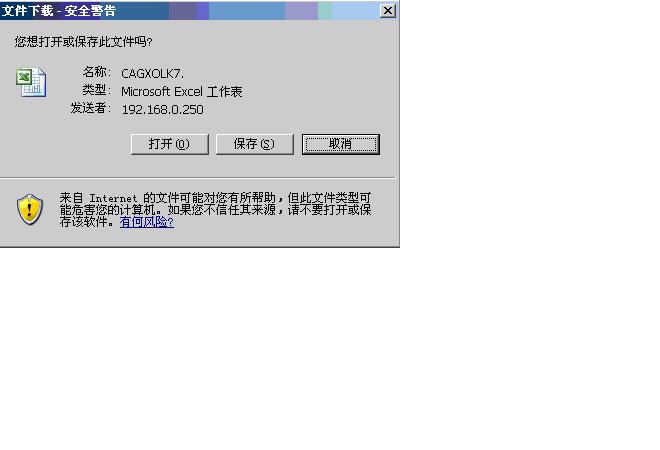 文件下载 - 安全警告
您想打开或保存此文件吗?
名称: CAGXOLK7.
类型: Microsoft Excel 工作表
发送者: 192.168.0.250
打开(O) 保存(S) 取消
来自 Internet 的文件可能对您有所帮助，但此文件类型可
能危害您的计算机。如果您不信任其来源，请不要打开或保
存该软件。有何风险?